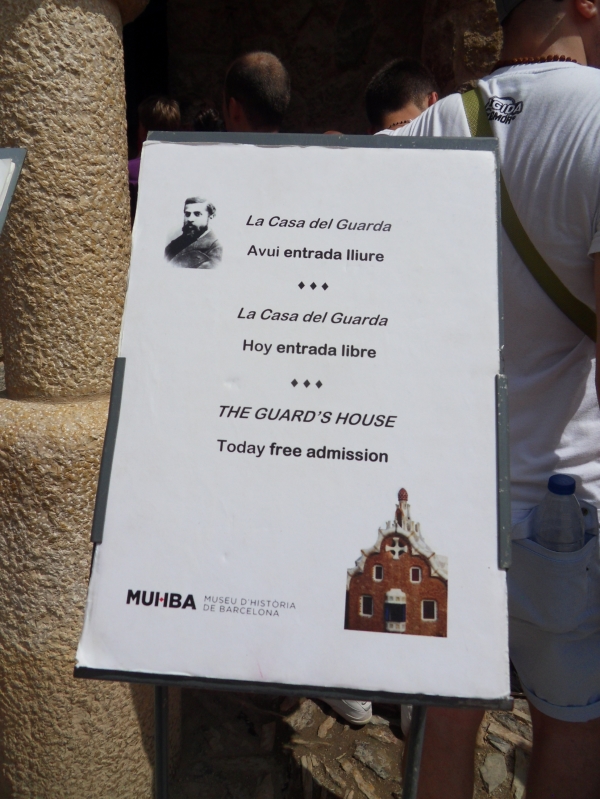 La Casa del Guarda
Avui entrada lliure
La Casa del Guarda
Hoy entrada libre
THE GUARD'S HOUSE
Today free admission
MUHBA
MUSEU D'HISTÒRIA
DE BARCELONA